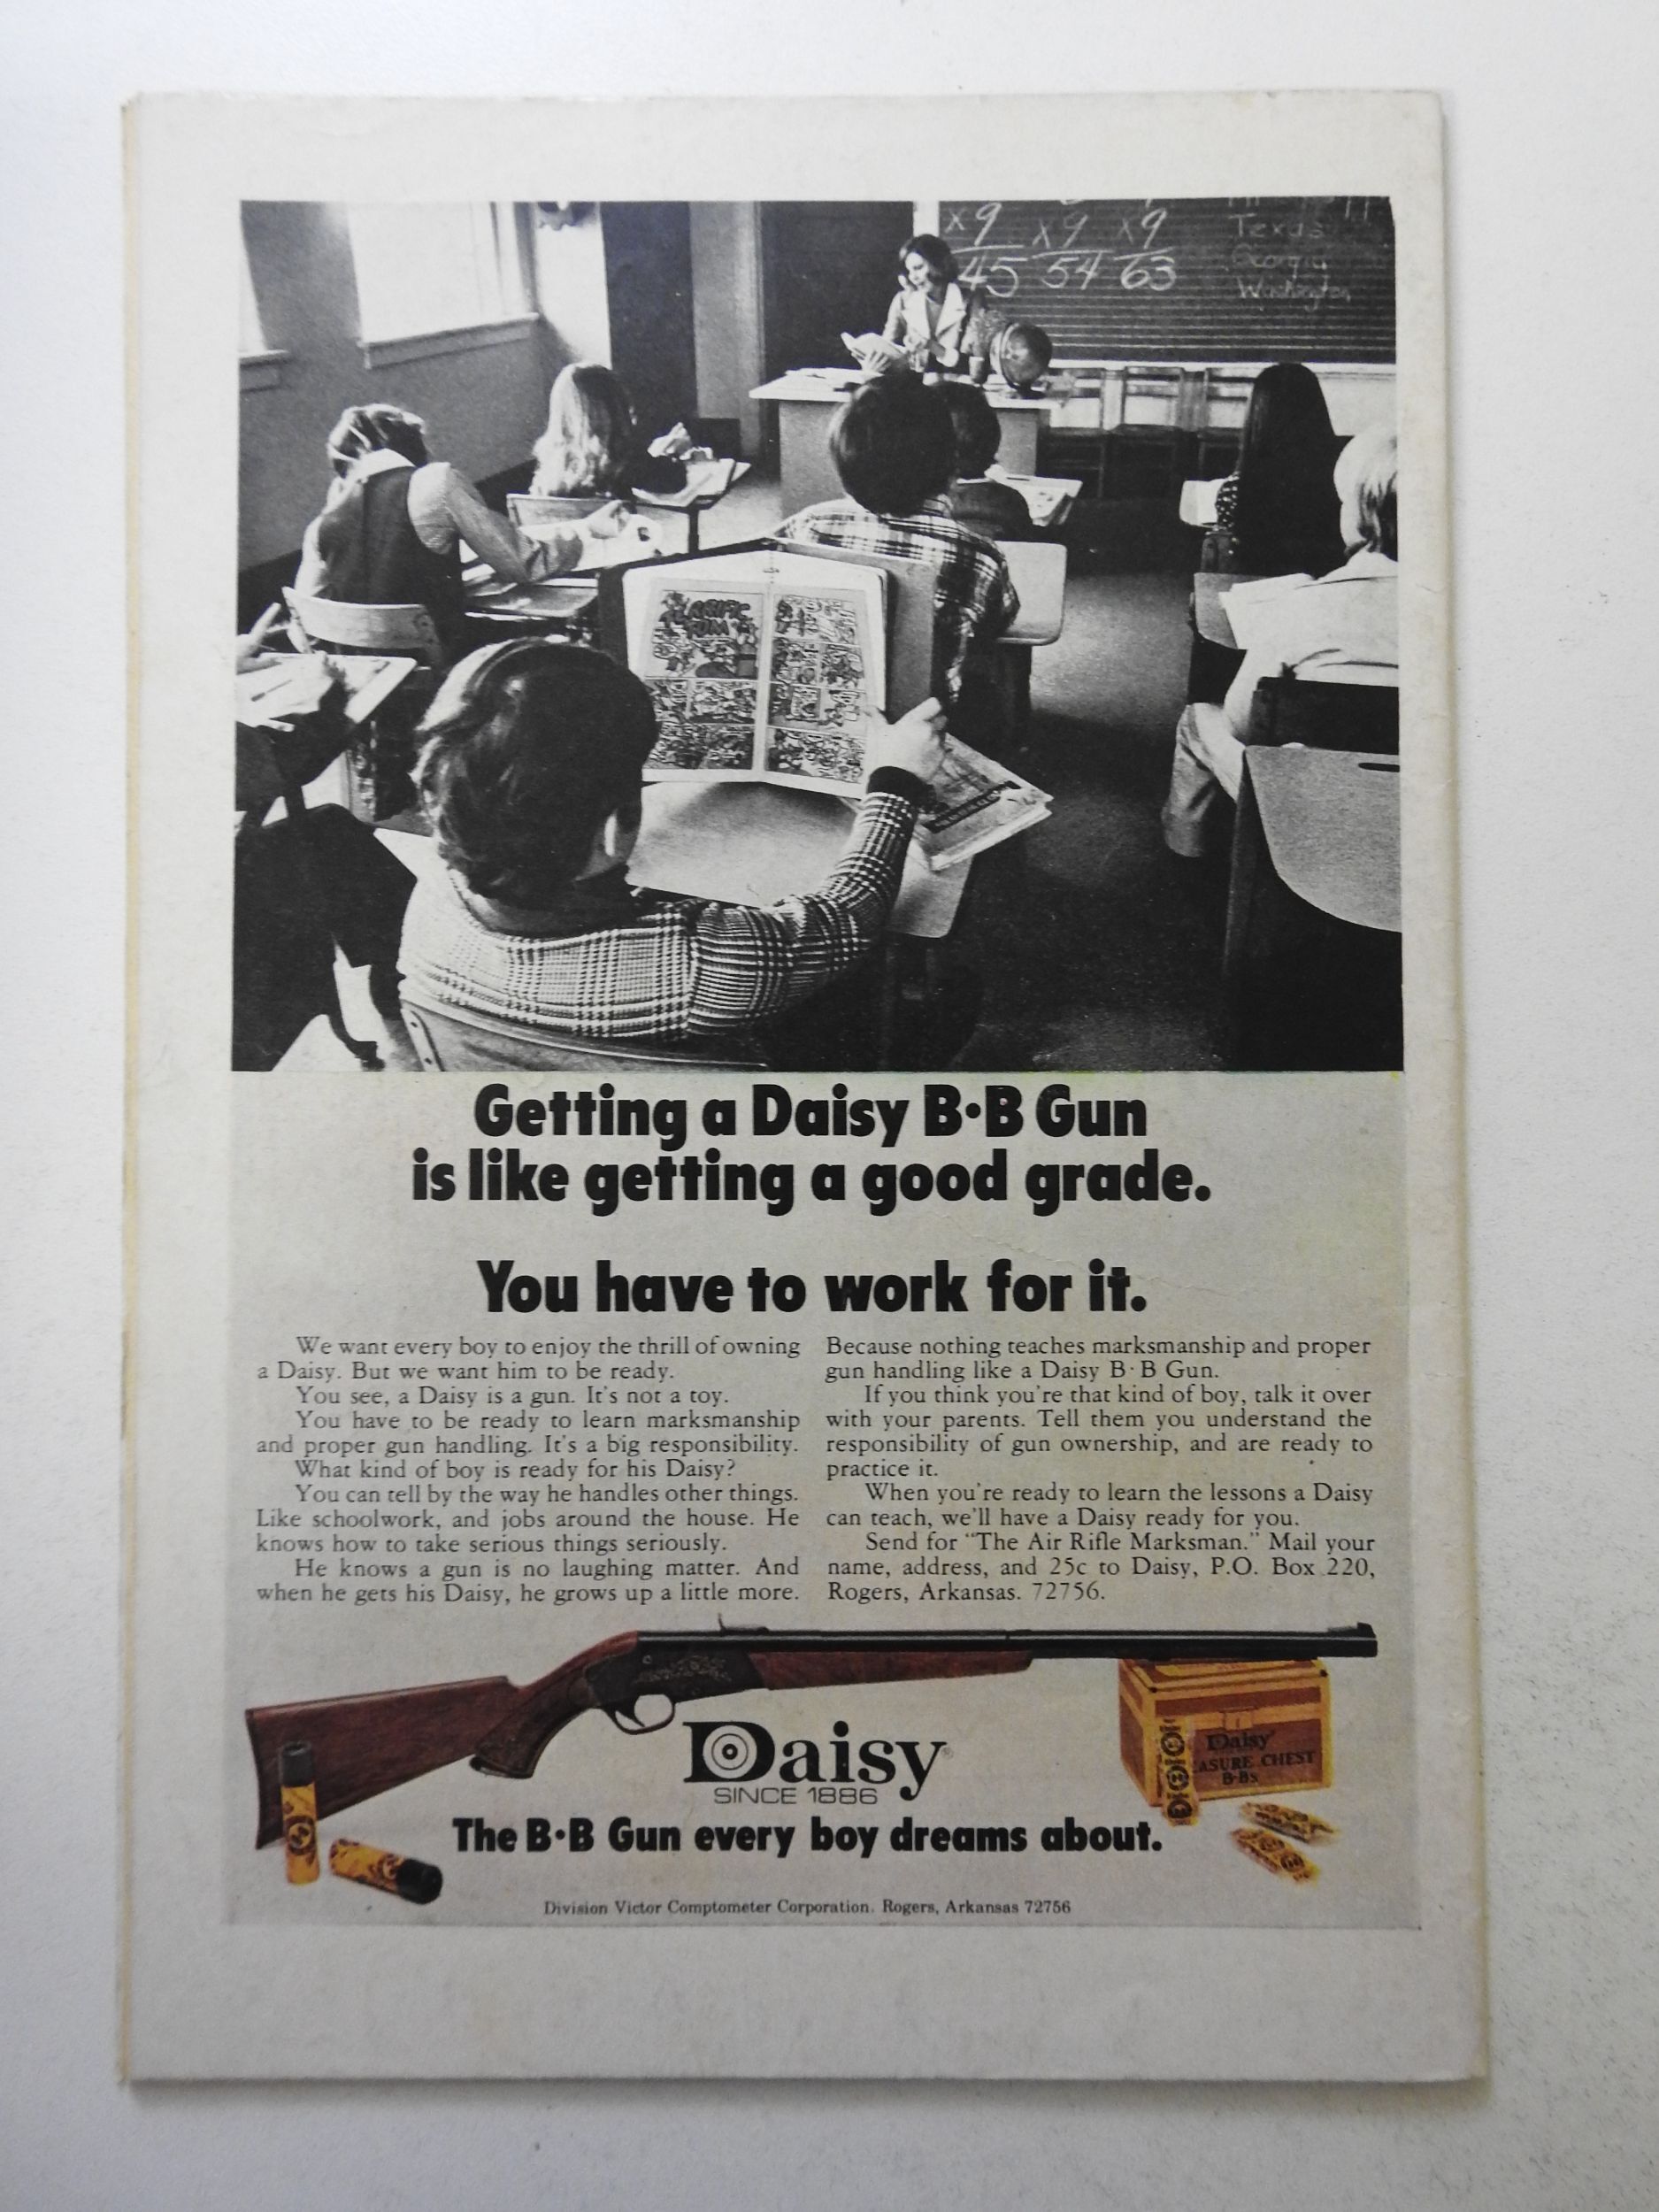 x9 x9 x9
45 54 63
Texas
Georgia
Washington
Getting a Daisy B·B Gun
is like getting a good grade.
You have to work for it.
We want every boy to enjoy the thrill of owning
a Daisy. But we want him to be ready.
You see, a Daisy is a gun. It's not a toy.
You have to be ready to learn marksmanship
and proper gun handling. It's a big responsibility.
What kind of boy is ready for his Daisy?
You can tell by the way he handles other things.
Like schoolwork, and jobs around the house. He
knows how to take serious things seriously.
He knows a gun is no laughing matter. And
when he gets his Daisy, he grows up a little more.
Because nothing teaches marksmanship and proper
gun handling like a Daisy B·B Gun.
If you think you're that kind of boy, talk it over
with your parents. Tell them you understand the
responsibility of gun ownership, and are ready to
practice it.
When you're ready to learn the lessons a Daisy
can teach, we'll have a Daisy ready for you.
Send for "The Air Rifle Marksman." Mail your
name, address, and 25c to Daisy, P.O. Box 220,
Rogers, Arkansas. 72756.
Daisy
ASURE CHEST
B·Bs
Daisy®
SINCE 1886
The B·B Gun every boy dreams about.
Division Victor Comptometer Corporation. Rogers, Arkansas 72756